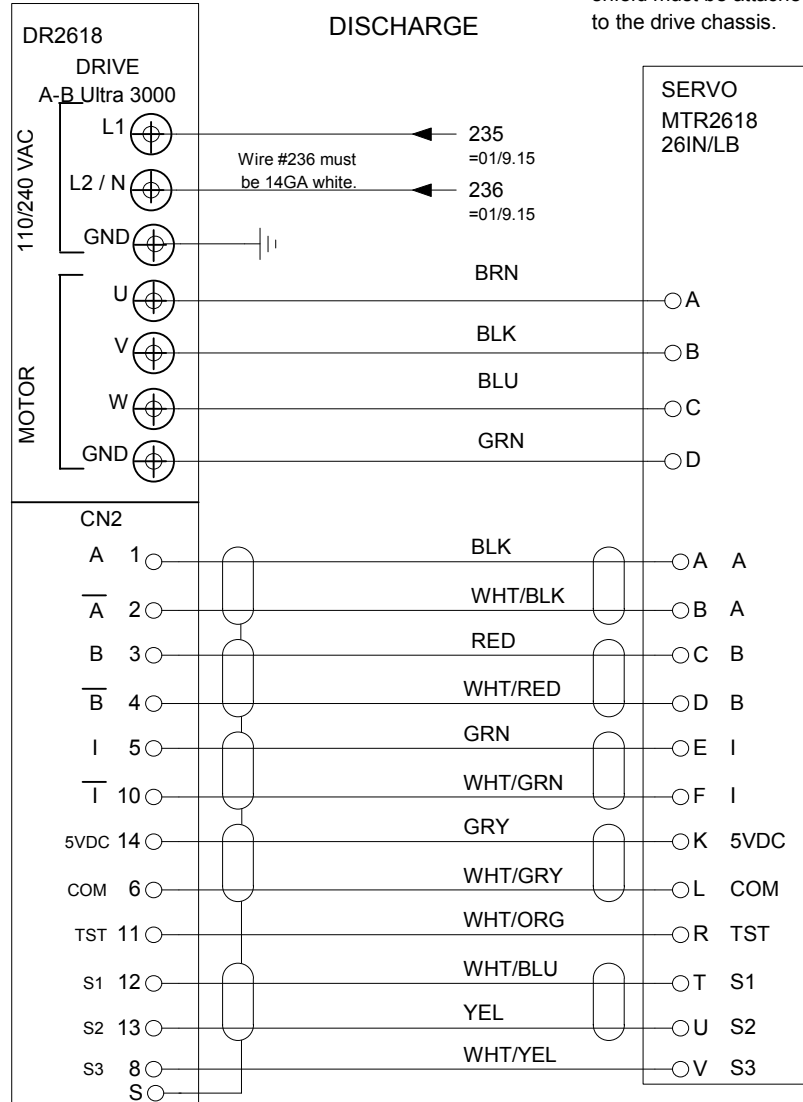 shield must be attached
to the drive chassis.
DISCHARGE
DR2618
DRIVE
A-B Ultra 3000
110/240 VAC
L1
L2 / N
GND
Wire #236 must
be 14GA white.
235
=01/9.15
236
=01/9.15
SERVO
MTR2618
26IN/LB
MOTOR
U BRN A
V BLK B
W BLU C
GND GRN D
CN2
A 1 BLK A A
A 2 WHT/BLK B A
B 3 RED C B
B 4 WHT/RED D B
I 5 GRN E I
I 10 WHT/GRN F I
5VDC 14 GRY K 5VDC
COM 6 WHT/GRY L COM
TST 11 WHT/ORG R TST
S1 12 WHT/BLU T S1
S2 13 YEL U S2
S3 8 WHT/YEL V S3
S